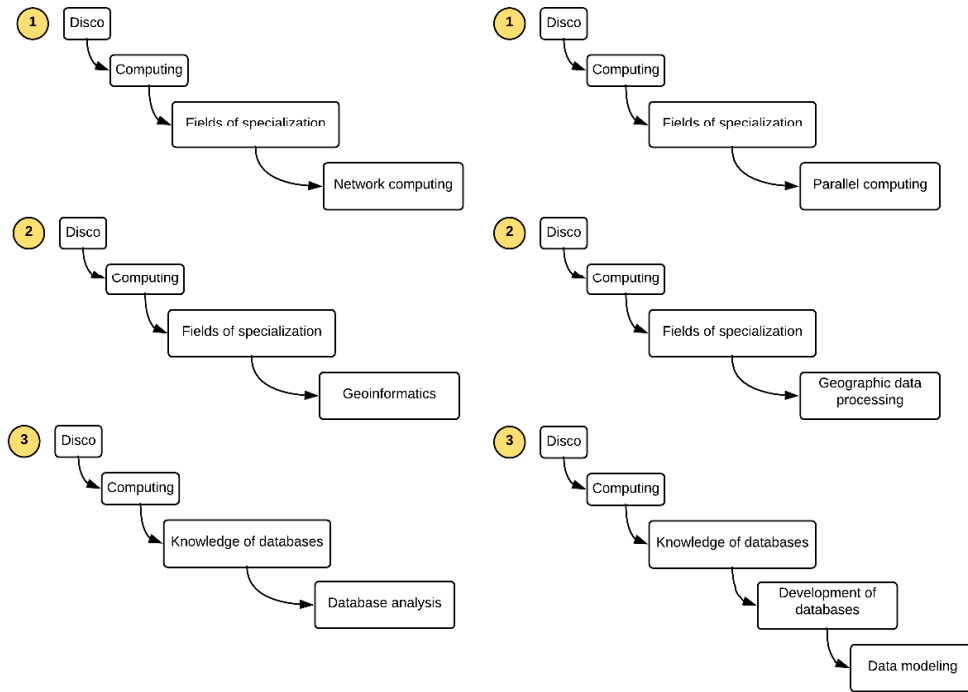 1
Disco
Computing
Fields of specialization
Network computing
1
Disco
Computing
Fields of specialization
Parallel computing
2
Disco
Computing
Fields of specialization
Geoinformatics
2
Disco
Computing
Fields of specialization
Geographic data
processing
3
Disco
Computing
Knowledge of databases
Database analysis
3
Disco
Computing
Knowledge of databases
Development of
databases
Data modeling